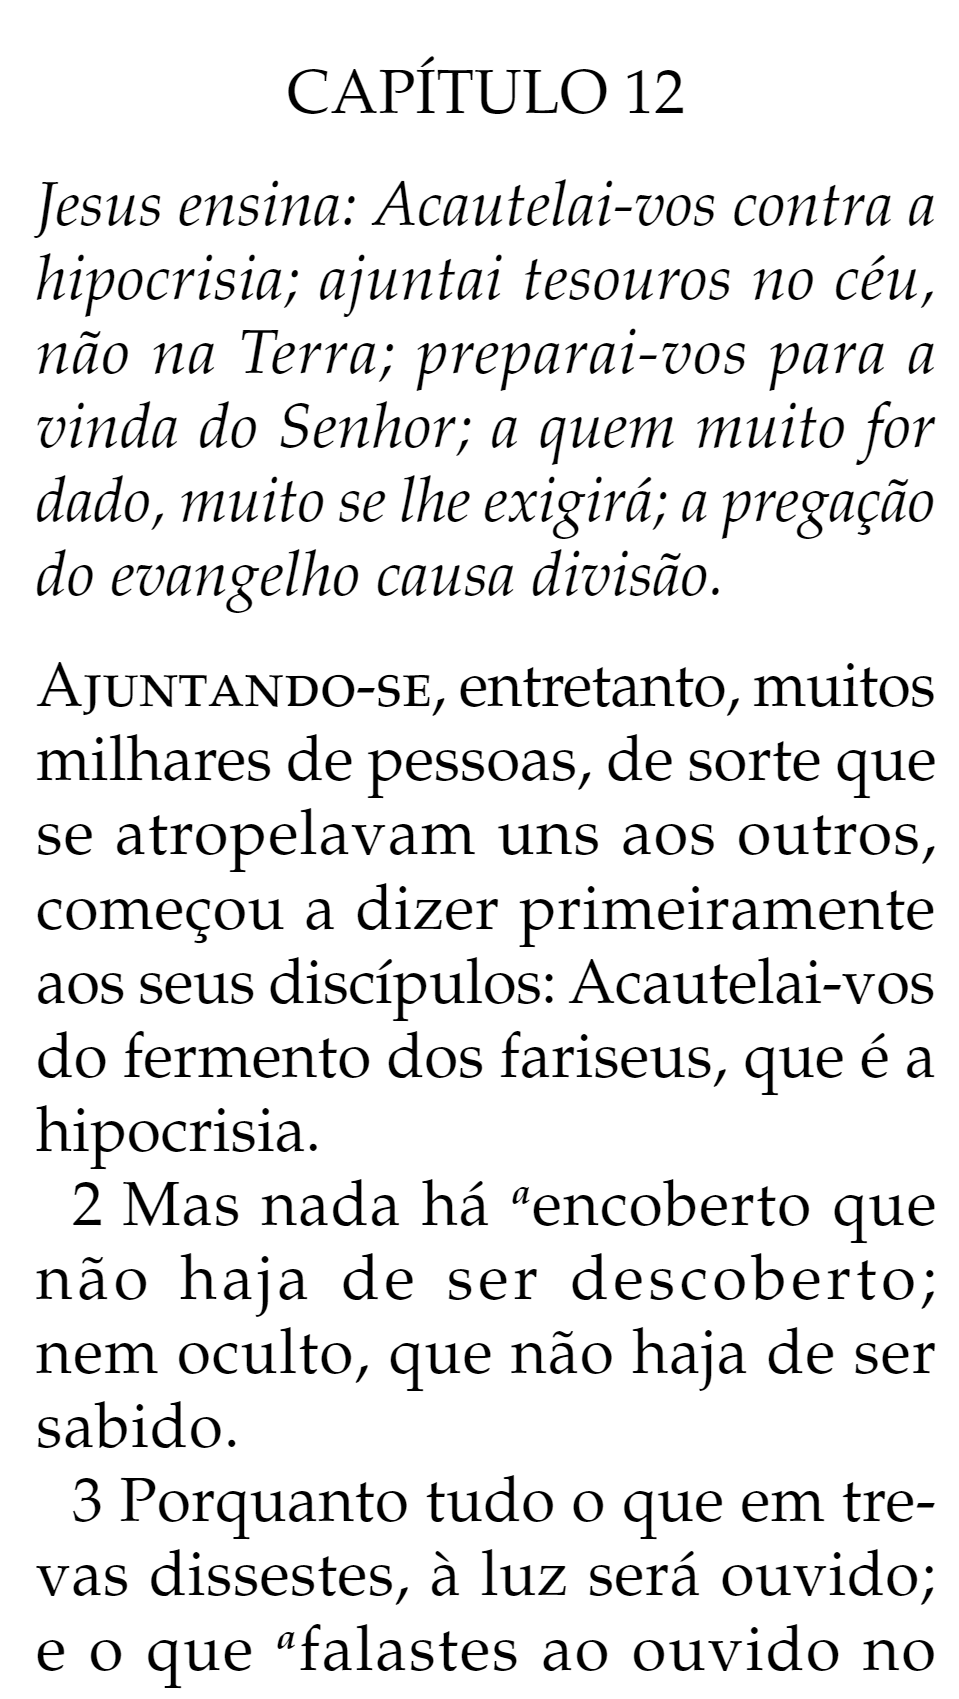 CAPÍTULO 12
Jesus ensina: Acautelai-vos contra a
hipocrisia; ajuntai tesouros no céu,
não na Terra; preparai-vos para a
vinda do Senhor; a quem muito for
dado, muito se lhe exigirá; a pregação
do evangelho causa divisão.
Ajuntando-se, entretanto, muitos
milhares de pessoas, de sorte que
se atropelavam uns aos outros,
começou a dizer primeiramente
aos seus discípulos: Acautelai-vos
do fermento dos fariseus, que é a
hipocrisia.
2 Mas nada há ᵃencoberto que
não haja de ser descoberto;
nem oculto, que não haja de ser
sabido.
3 Porquanto tudo o que em tre-
vas dissestes, à luz será ouvido;
e o que ᵃfalastes ao ouvido no